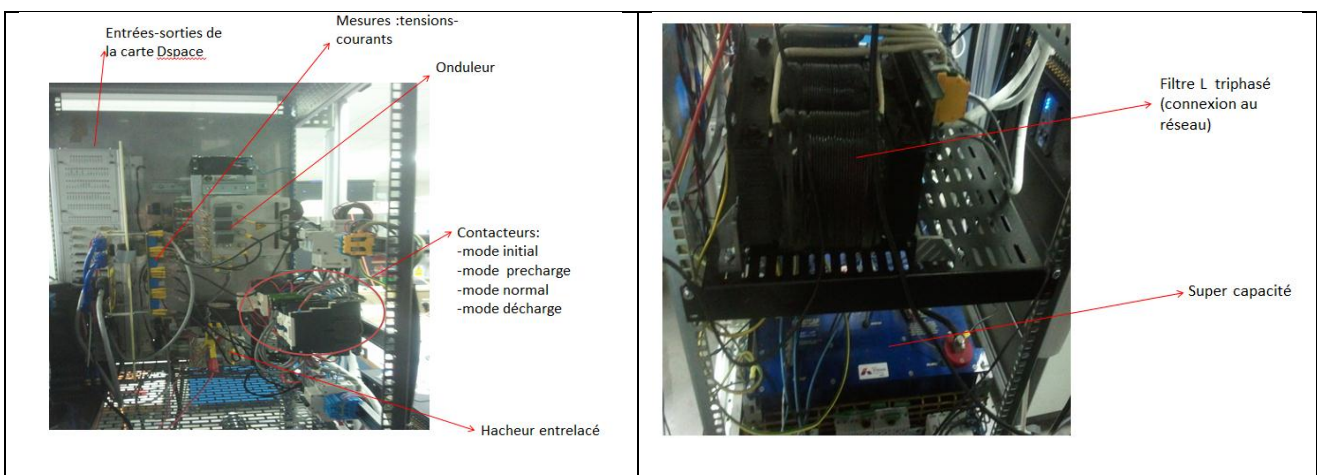 Entrées-sorties de
la carte Dspace
Mesures :tensions-
courants
Onduleur
Contacteurs:
-mode initial
-mode precharge
-mode normal
-mode décharge
Hacheur entrelacé
Filtre L triphasé
(connexion au
réseau)
Super capacité